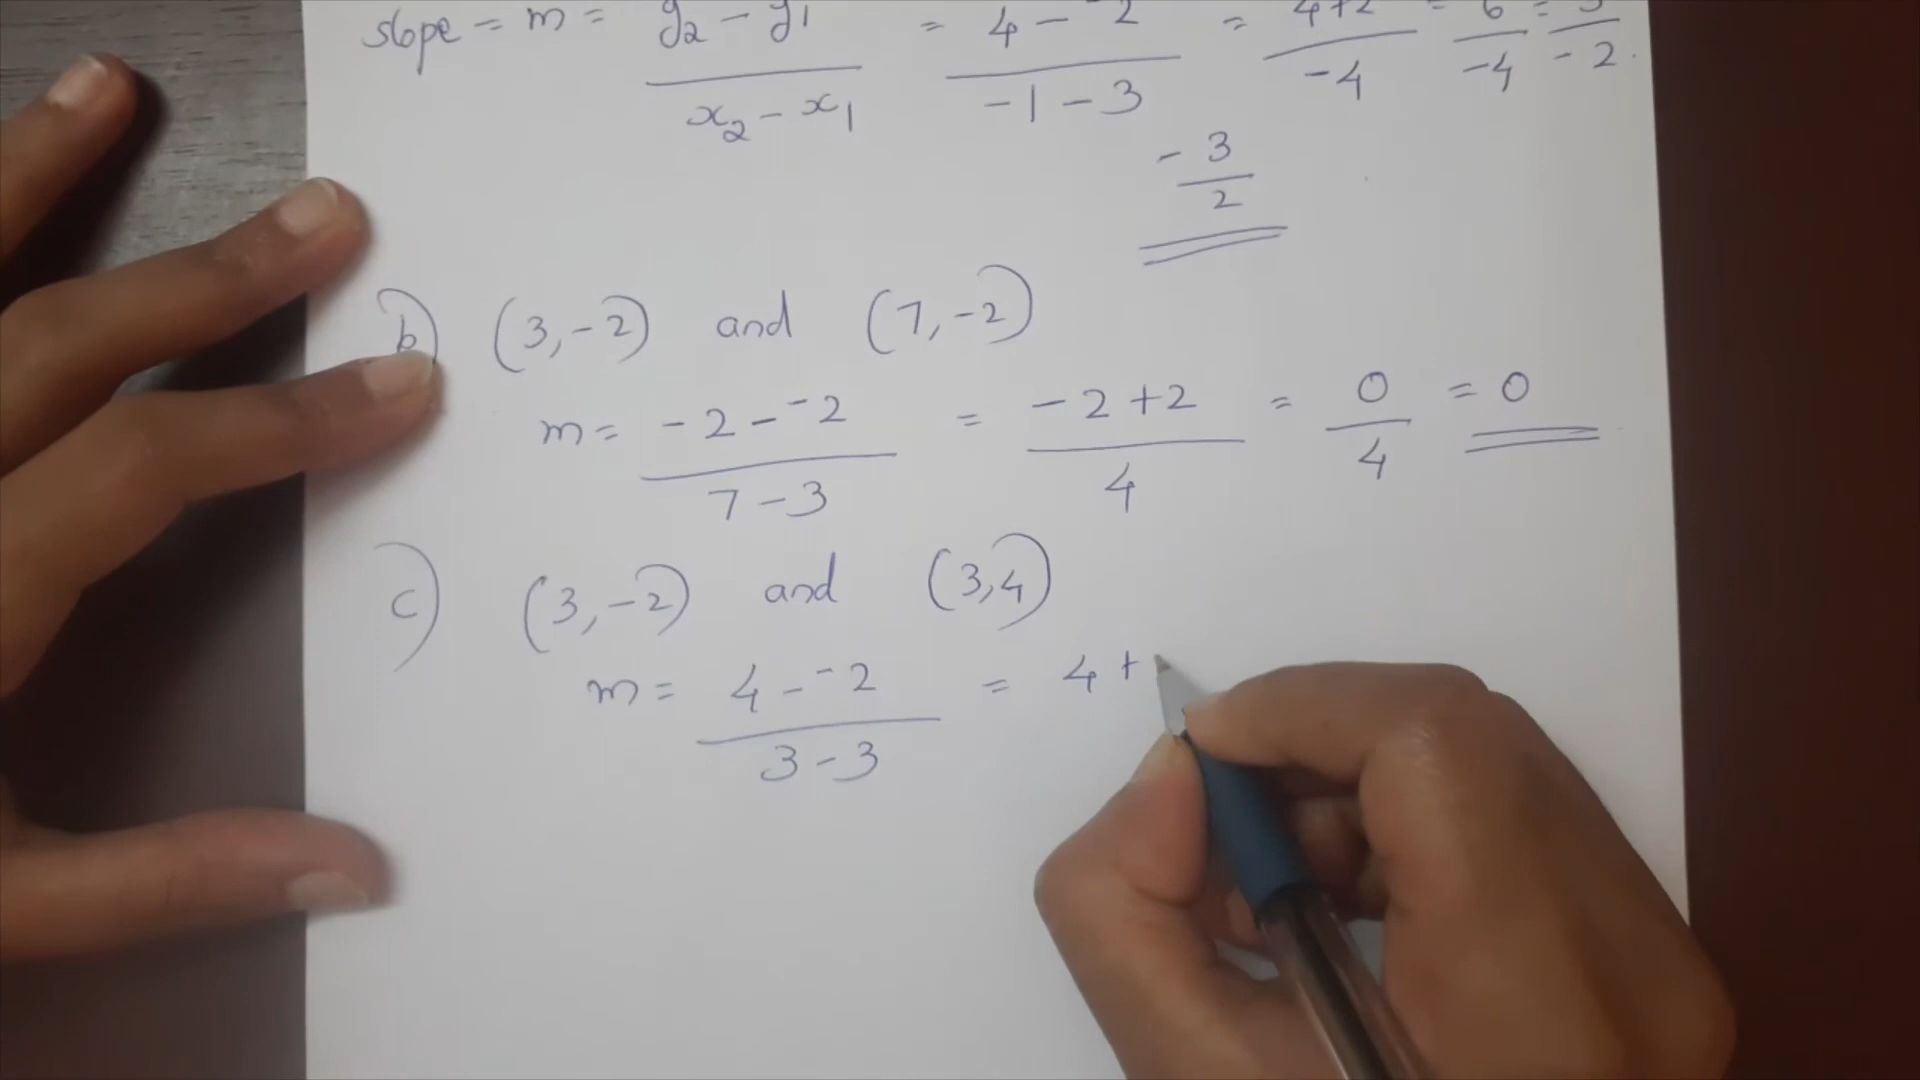 slope = m = y₂ - y₁ / x₂ - x₁ = 4 - ⁻2 / -1 - 3 = 4+2 / -4 = 6 / -4 = 3 / -2.
- 3 / 2
b) (3, -2) and (7, -2)
m = -2 - ⁻2 / 7 - 3 = -2 + 2 / 4 = 0 / 4 = 0
c) (3, -2) and (3, 4)
m = 4 - ⁻2 / 3 - 3 = 4 +